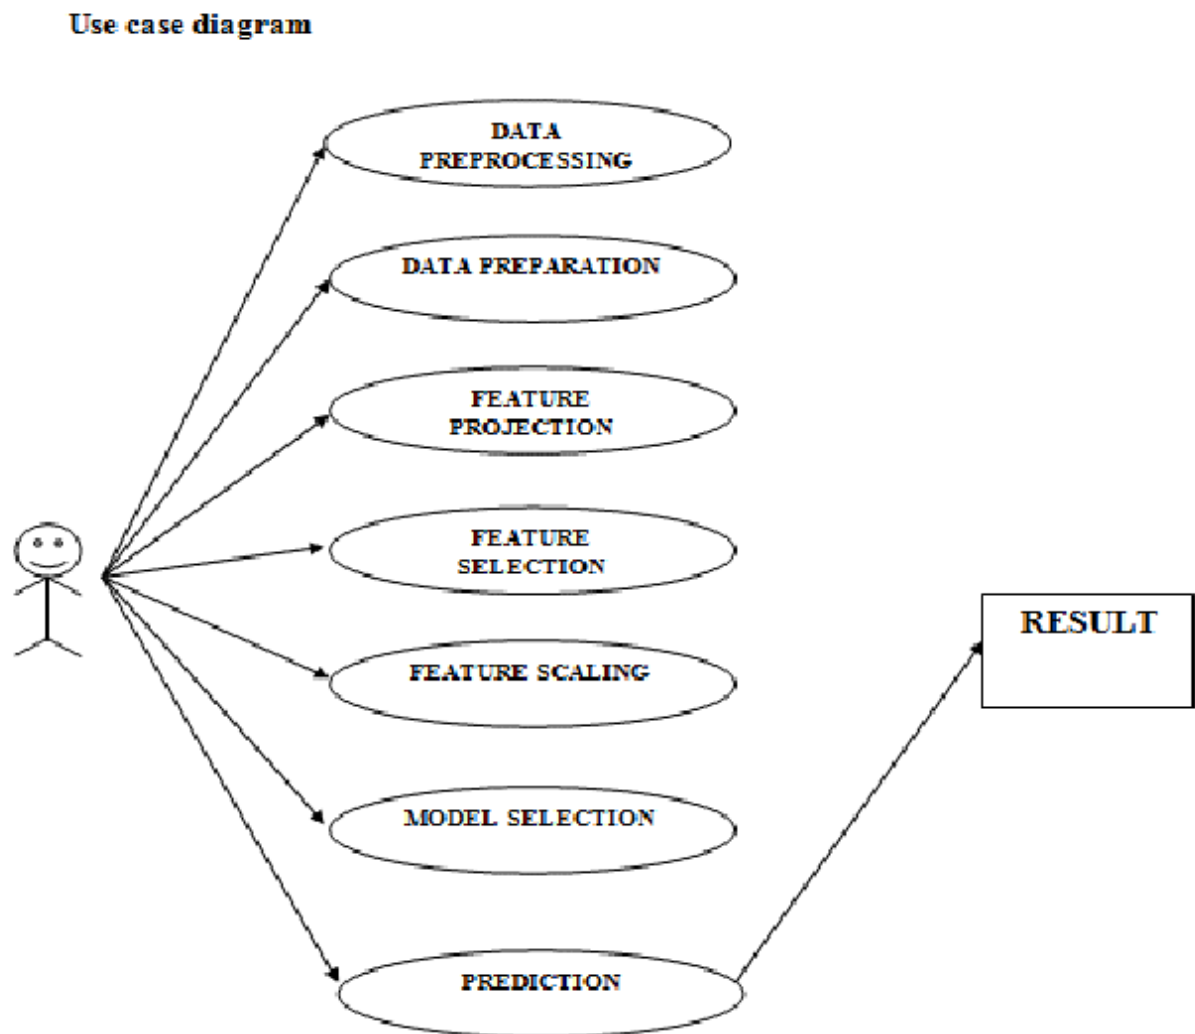 Use case diagram
DATA
PREPROCESSING
DATA PREPARATION
FEATURE
PROJECTION
FEATURE
SELECTION
FEATURE SCALING
RESULT
MODEL SELECTION
PREDICTION